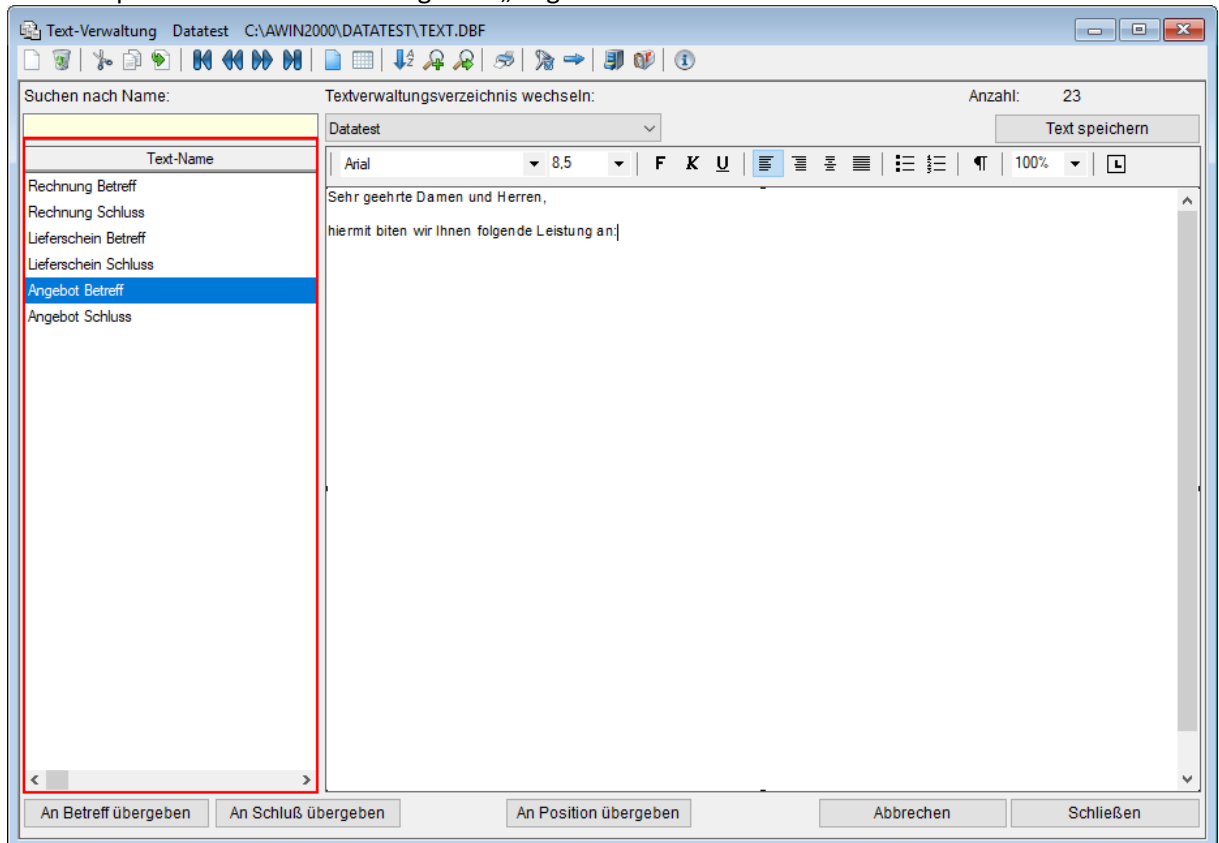 Text-Verwaltung Datatest C:\AWIN2000\DATATEST\TEXT.DBF
Suchen nach Name: Textverwaltungsverzeichnis wechseln: Anzahl: 23
Datatest Text speichern
Text-Name Arial 8,5 F K U 100% L
Rechnung Betreff
Rechnung Schluss
Lieferschein Betreff
Lieferschein Schluss
Angebot Betreff
Angebot Schluss
Sehr geehrte Damen und Herren,
hiermit biten wir Ihnen folgende Leistung an:
An Betreff übergeben An Schluß übergeben An Position übergeben Abbrechen Schließen